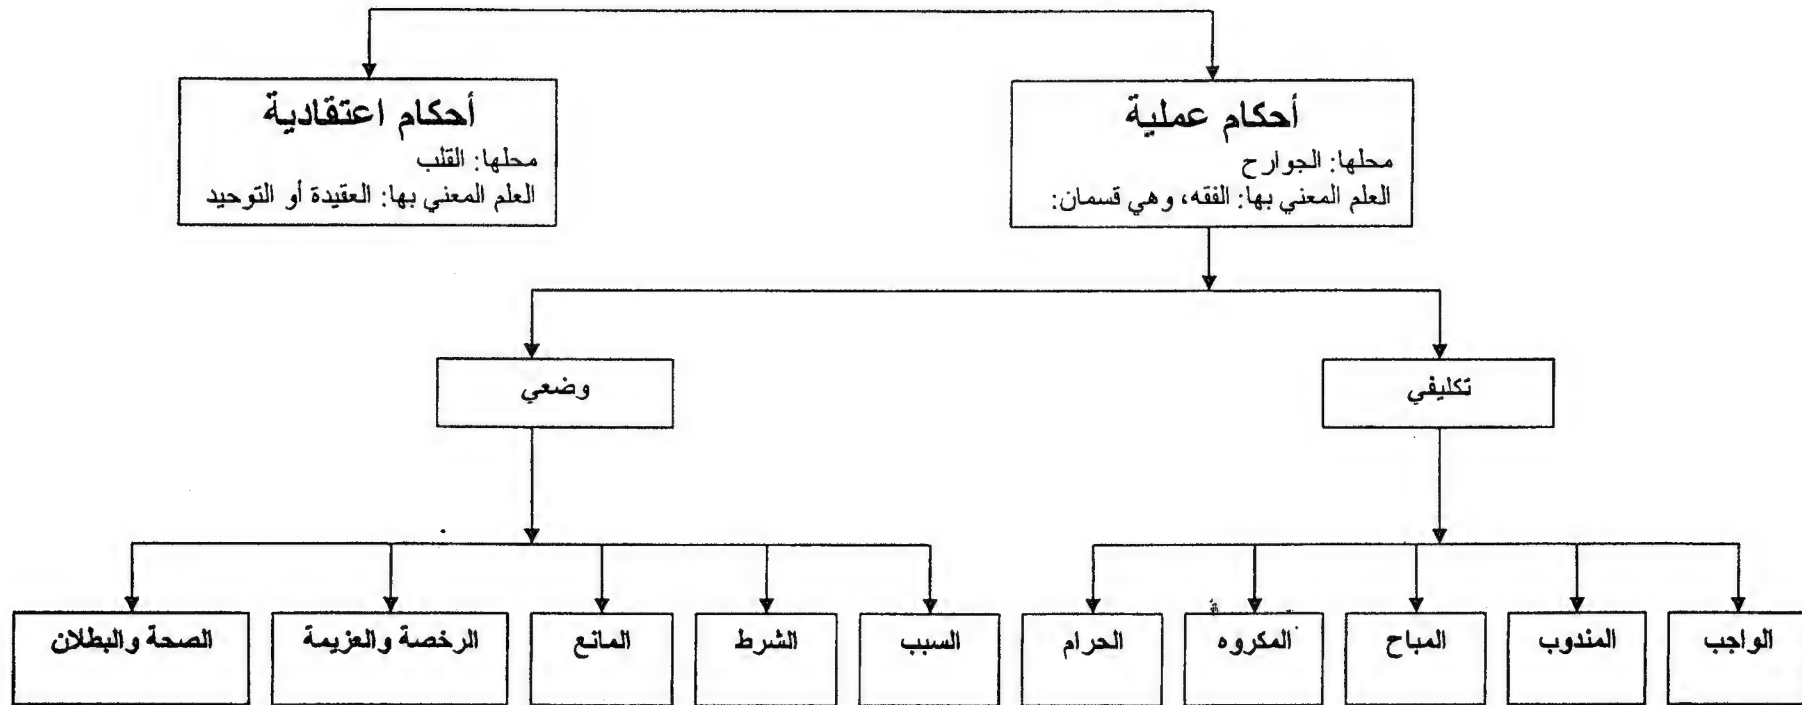 أحكام عملية
محلها: الجوارح
العلم المعني بها: الفقه، وهي قسمان:
أحكام اعتقادية
محلها: القلب
العلم المعني بها: العقيدة أو التوحيد
تكليفي
وضعي
الواجب
المندوب
المباح
المكروه
الحرام
السبب
الشرط
المانع
الرخصة والعزيمة
الصحة والبطلان